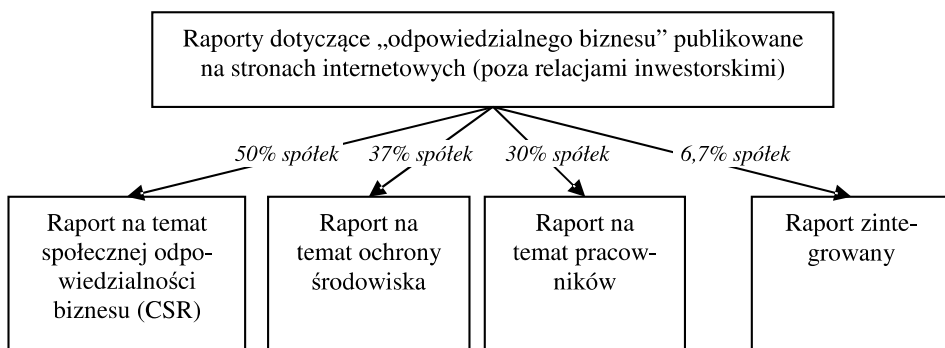 Raporty dotyczące „odpowiedzialnego biznesu” publikowane
na stronach internetowych (poza relacjami inwestorskimi)
50% spółek
37% spółek
30% spółek
6,7% spółek
Raport na temat
społecznej odpo-
wiedzialności
biznesu (CSR)
Raport na
temat ochrony
środowiska
Raport na
temat pracow-
ników
Raport zinte-
growany